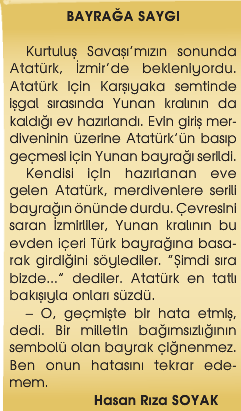 BAYRAĞA SAYGI
Kurtuluş Savaşı'mızın sonunda
Atatürk, İzmir'de bekleniyordu.
Atatürk için Karşıyaka semtinde
işgal sırasında Yunan kralının da
kaldığı ev hazırlandı. Evin giriş mer-
diveninin üzerine Atatürk'ün basıp
geçmesi için Yunan bayrağı serildi.
Kendisi için hazırlanan eve
gelen Atatürk, merdivenlere serili
bayrağın önünde durdu. Çevresini
saran İzmirliler, Yunan kralının bu
evden içeri Türk bayrağına basa-
rak girdiğini söylediler. "Şimdi sıra
bizde..." dediler. Atatürk en tatlı
bakışıyla onları süzdü.
– O, geçmişte bir hata etmiş,
dedi. Bir milletin bağımsızlığının
sembolü olan bayrak çiğnenmez.
Ben onun hatasını tekrar ede-
mem.
Hasan Rıza SOYAK